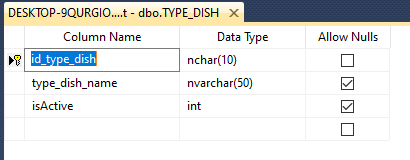 DESKTOP-9QURGIO....t - dbo.TYPE_DISH
Column Name Data Type Allow Nulls
id_type_dish nchar(10)
type_dish_name nvarchar(50)
isActive int